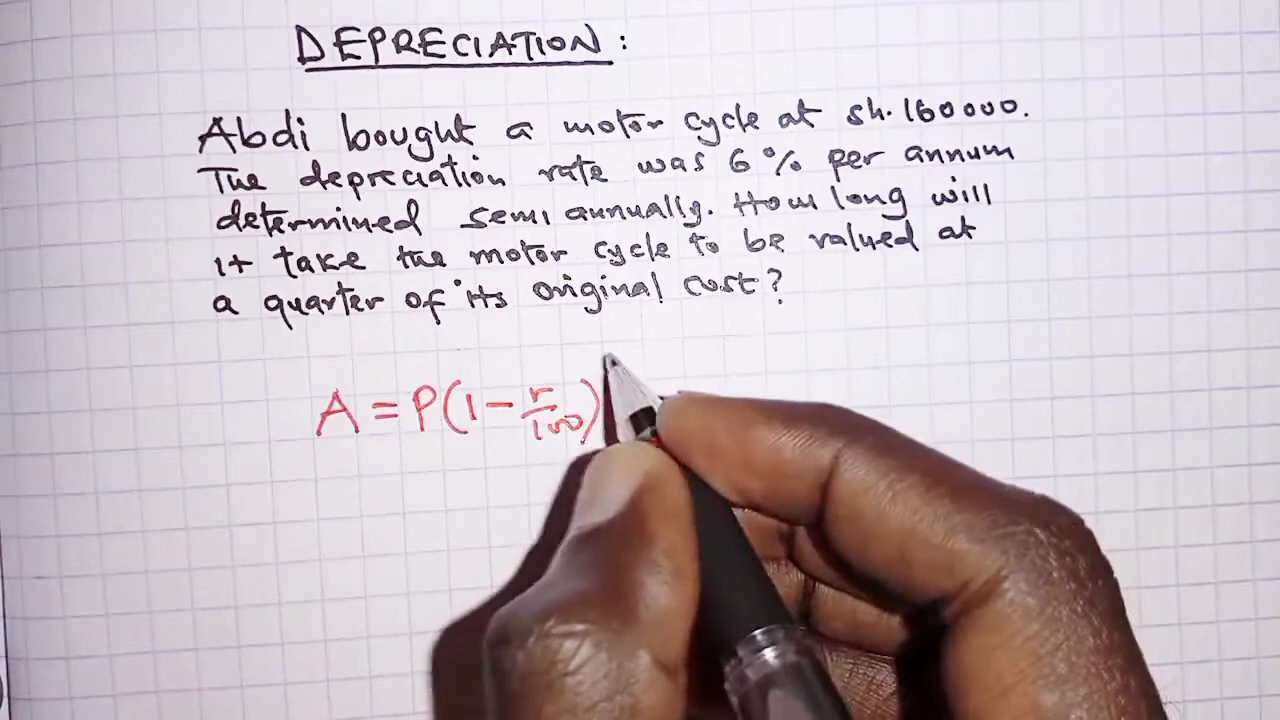 DEPRECIATION:
Abdi bought a motor cycle at sh. 160000.
The depreciation rate was 6% per annum
determined semi annually. How long will
it take the motor cycle to be valued at
a quarter of its original cost?
A = P(1 - r/100)